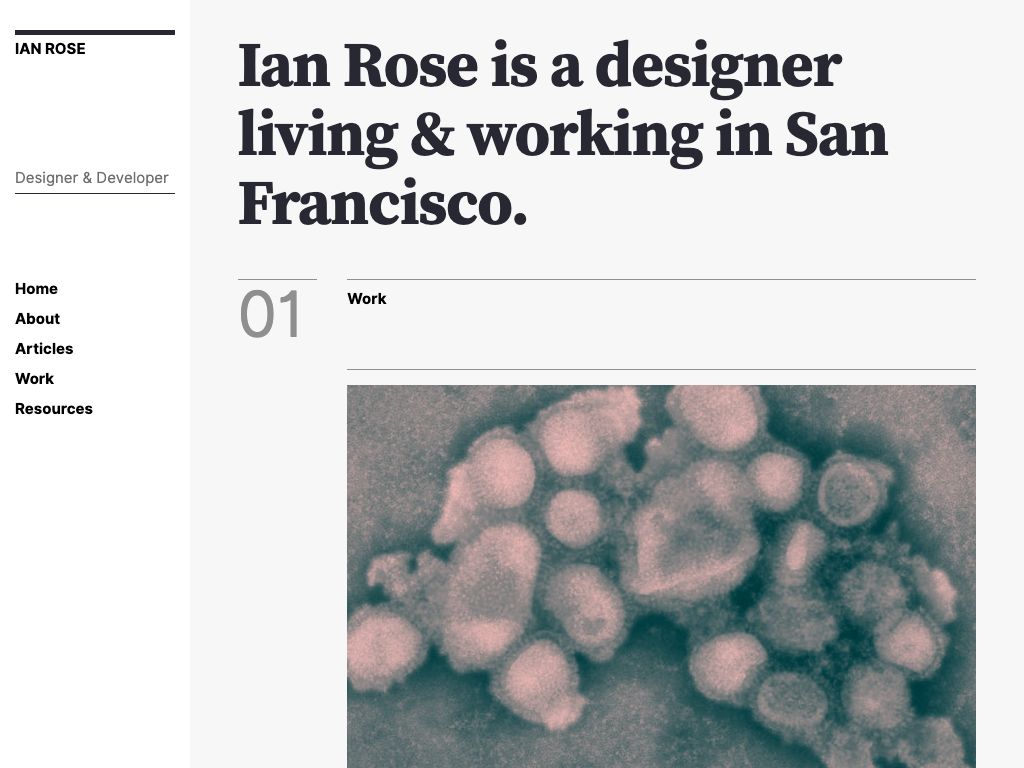 IAN ROSE
Designer & Developer
Home
About
Articles
Work
Resources
Ian Rose is a designer
living & working in San
Francisco.
01
Work